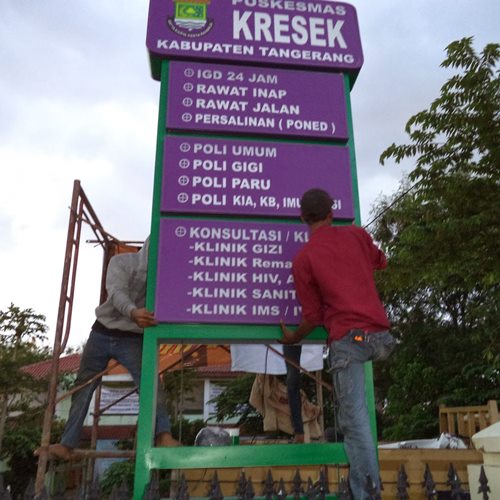 PUSKESMAS
KRESEK
KABUPATEN TANGERANG
IGD 24 JAM
RAWAT INAP
RAWAT JALAN
PERSALINAN ( PONED )
POLI UMUM
POLI GIGI
POLI PARU
POLI KIA, KB,
KONSULTASI /
-KLINIK GIZI
-KLINIK
-KLINIK HIV,
-KLINIK
-KLINIK IMS /